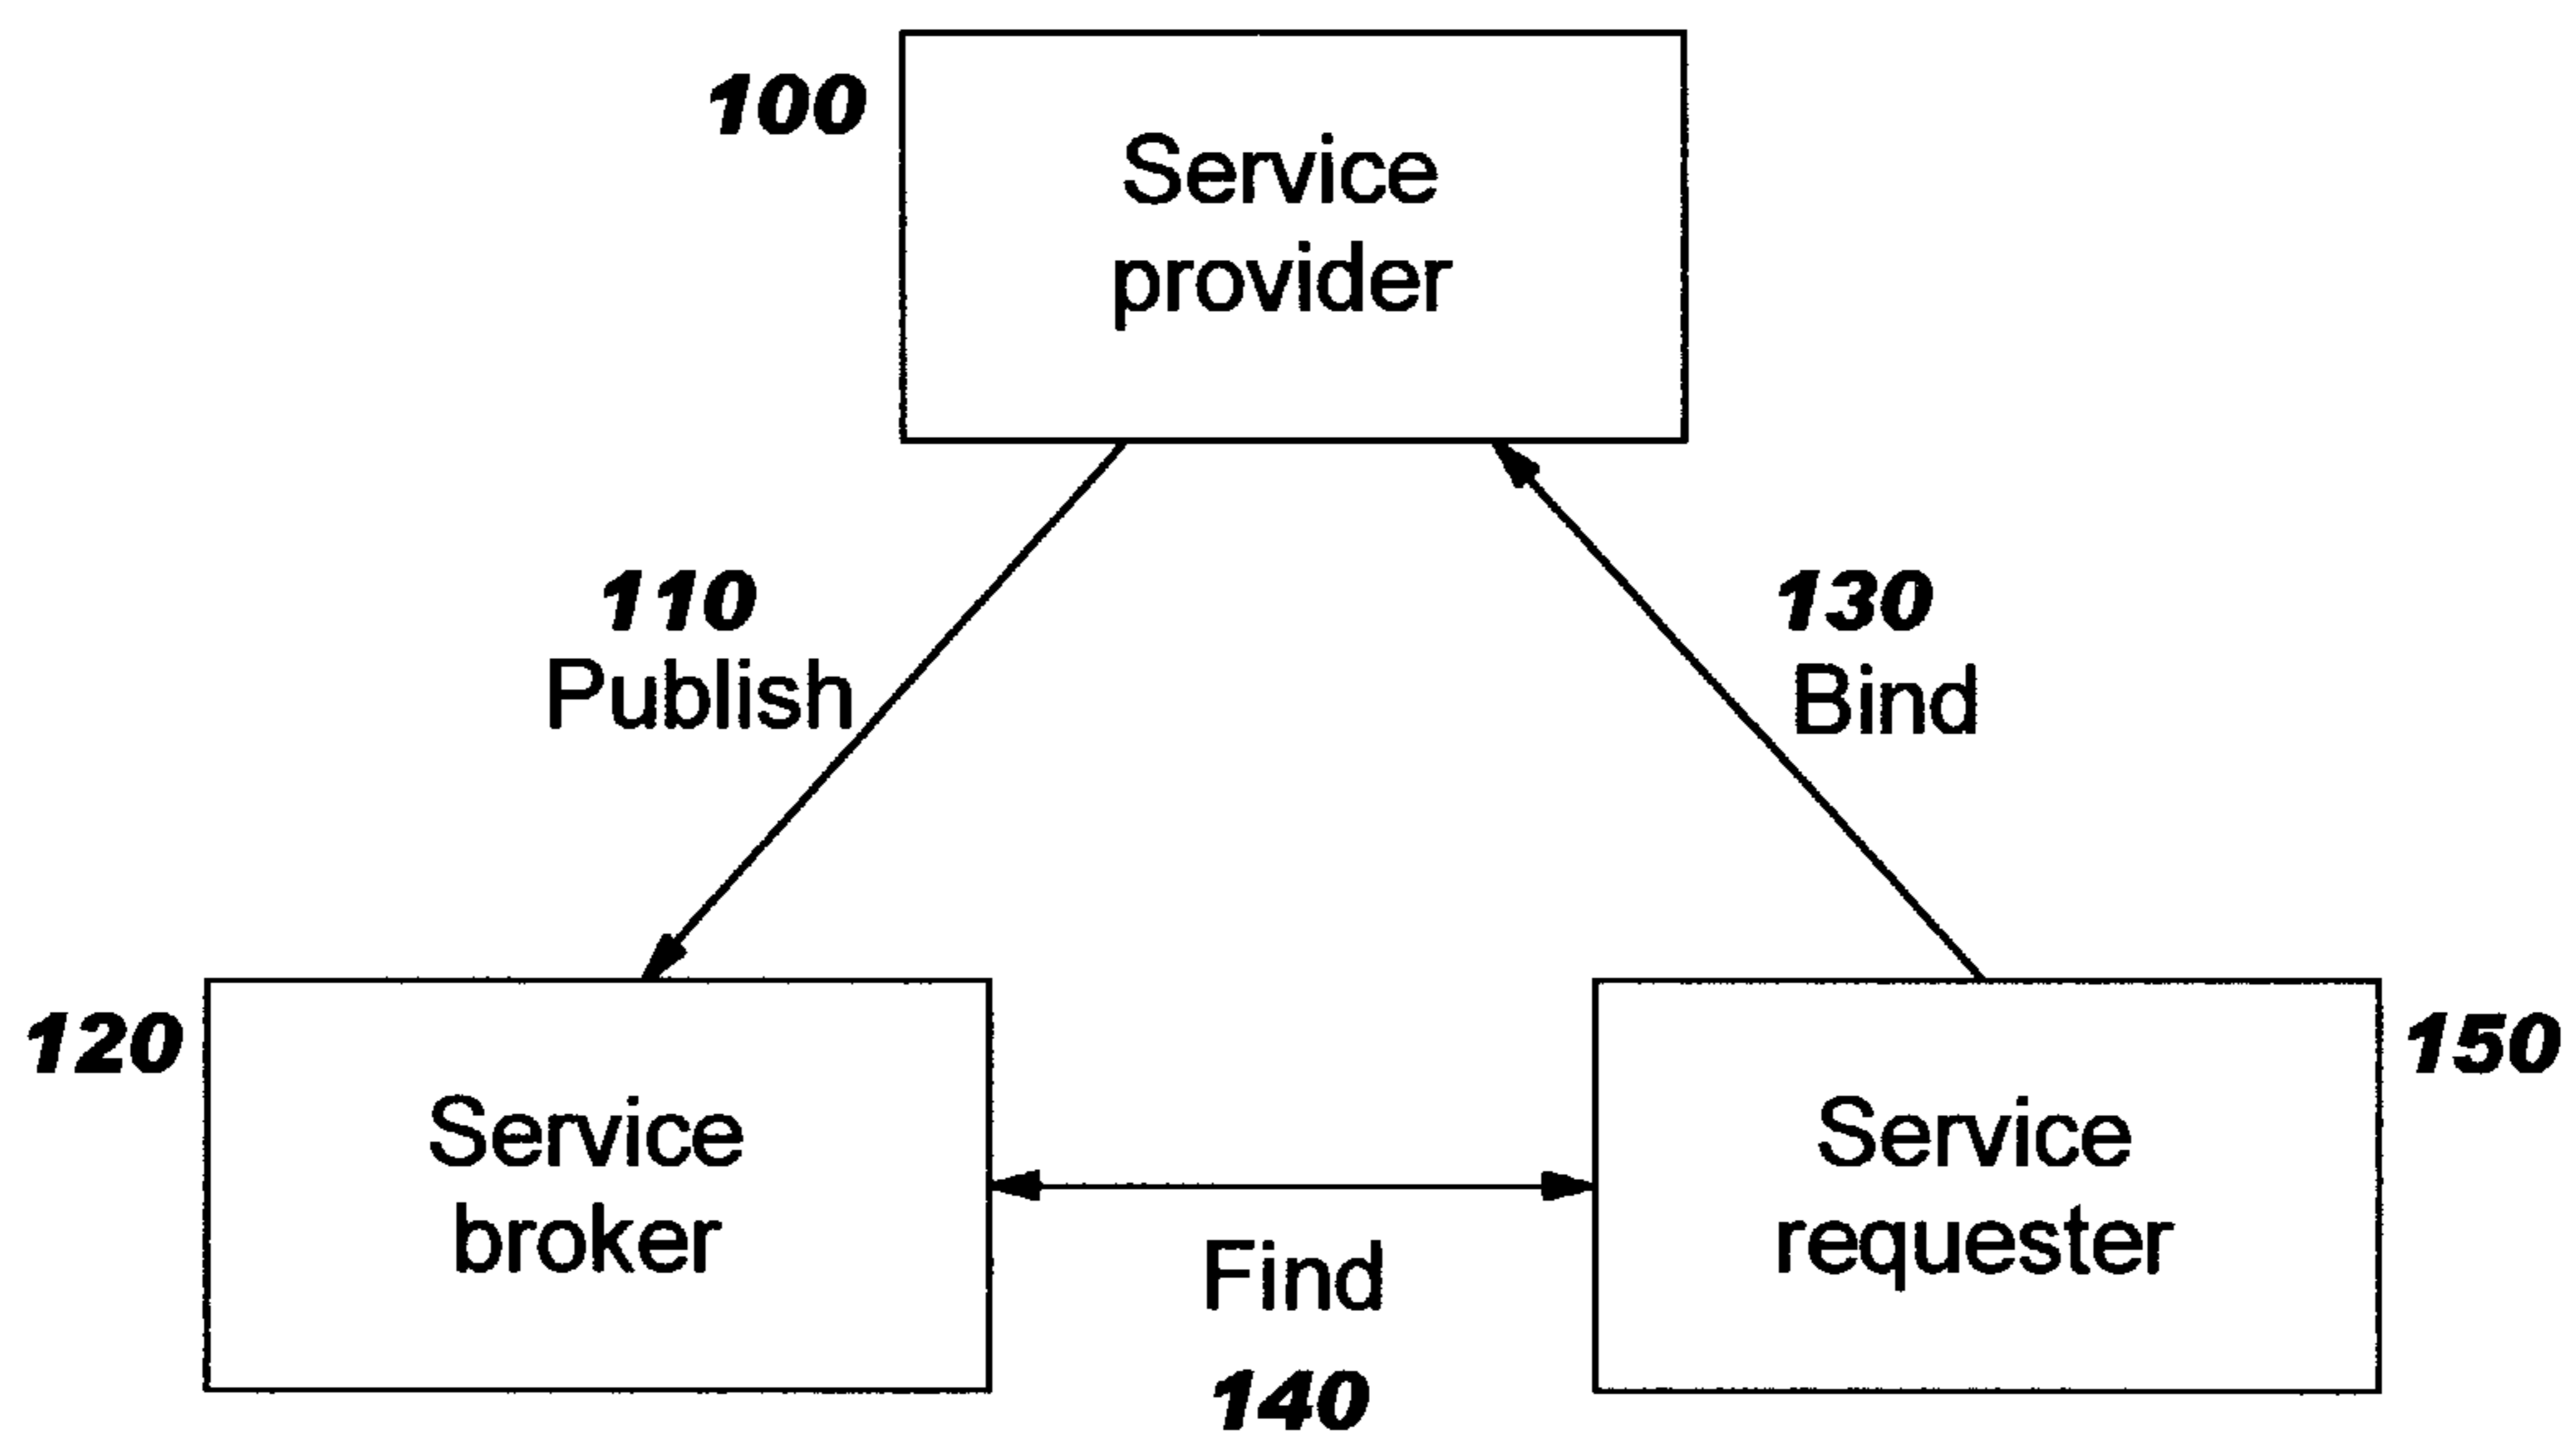 100
Service
provider
110
Publish
130
Bind
120
Service
broker
150
Service
requester
Find
140